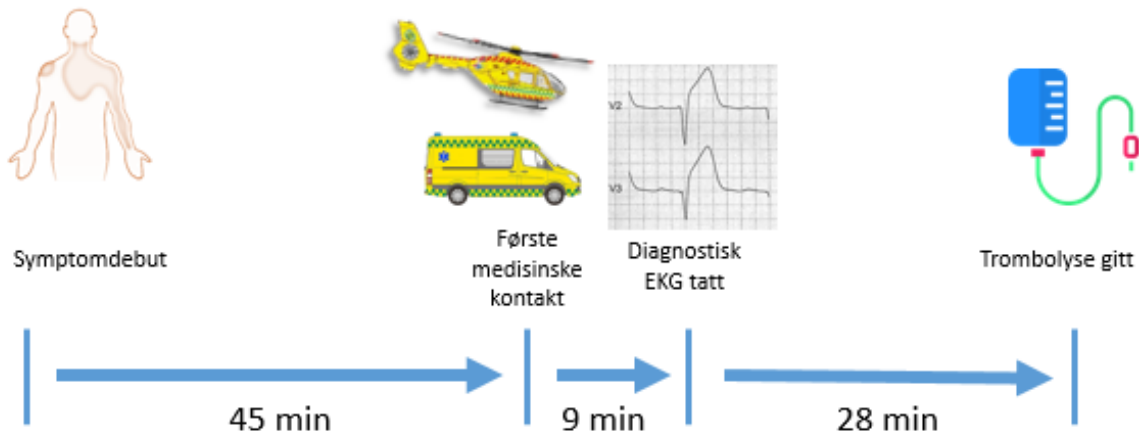 V2
V3
Symptomdebut
Første
medisinske
kontakt
Diagnostisk
EKG tatt
Trombolyse gitt
45 min
9 min
28 min